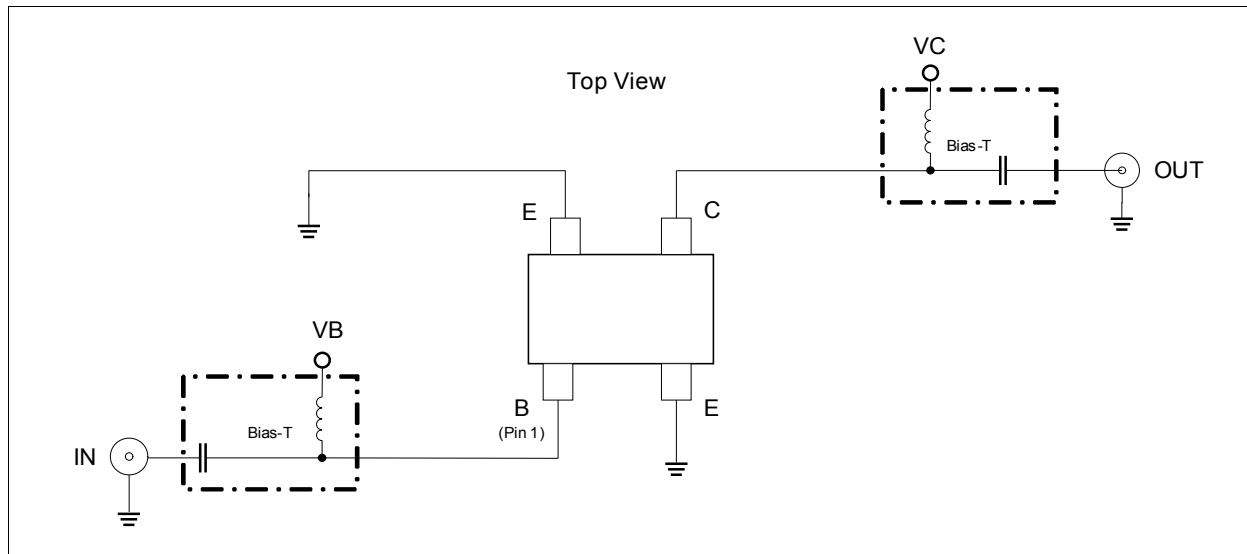 VC
Top View
Bias-T
OUT
E
C
VB
B
E
(Pin 1)
Bias-T
IN